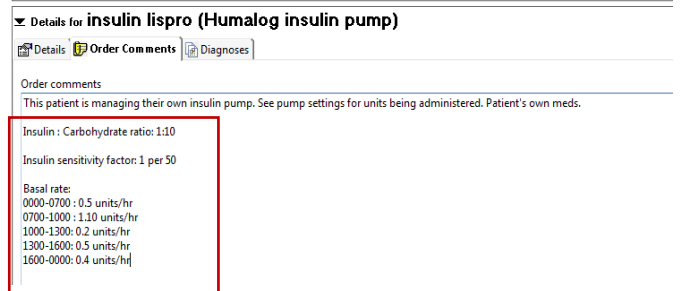 Details for insulin lispro (Humalog insulin pump)
Details Order Comments Diagnoses
Order comments
This patient is managing their own insulin pump. See pump settings for units being administered. Patient's own meds.
Insulin : Carbohydrate ratio: 1:10
Insulin sensitivity factor: 1 per 50
Basal rate:
0000-0700 : 0.5 units/hr
0700-1000 : 1.10 units/hr
1000-1300: 0.2 units/hr
1300-1600: 0.5 units/hr
1600-0000: 0.4 units/hr